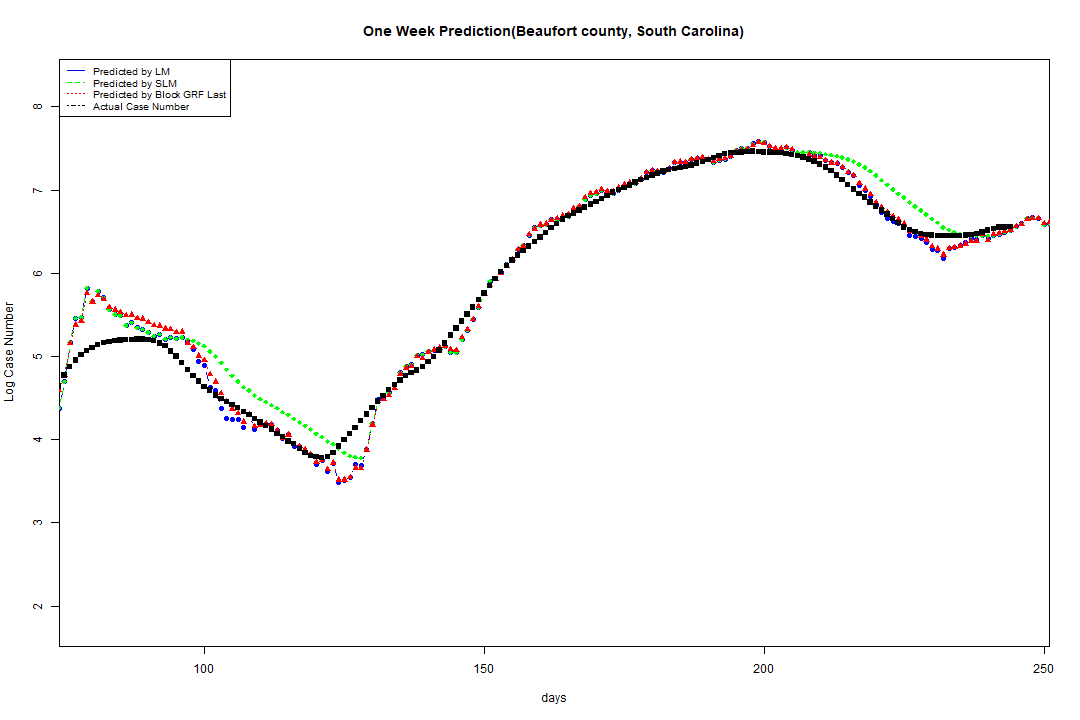 One Week Prediction(Beaufort county, South Carolina)
Predicted by LM
Predicted by SLM
Predicted by Block GRF Last
Actual Case Number
Log Case Number
8
7
6
5
4
3
2
100 150 200 250
days